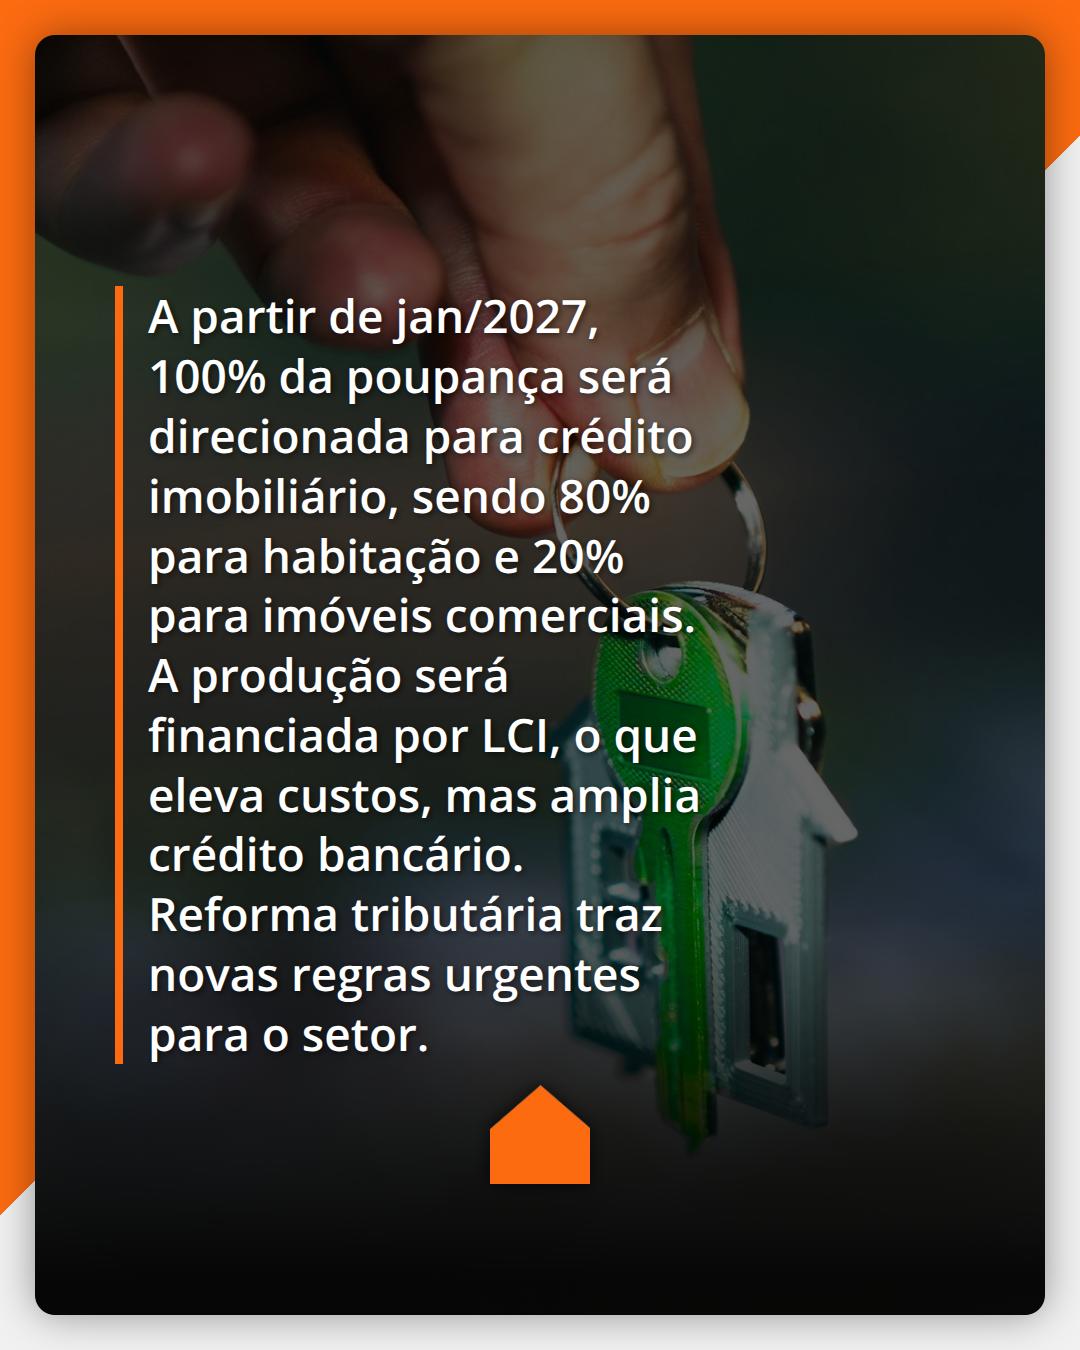 A partir de jan/2027,
100% da poupança será
direcionada para crédito
imobiliário, sendo 80%
para habitação e 20%
para imóveis comerciais.
A produção será
financiada por LCI, o que
eleva custos, mas amplia
crédito bancário.
Reforma tributária traz
novas regras urgentes
para o setor.